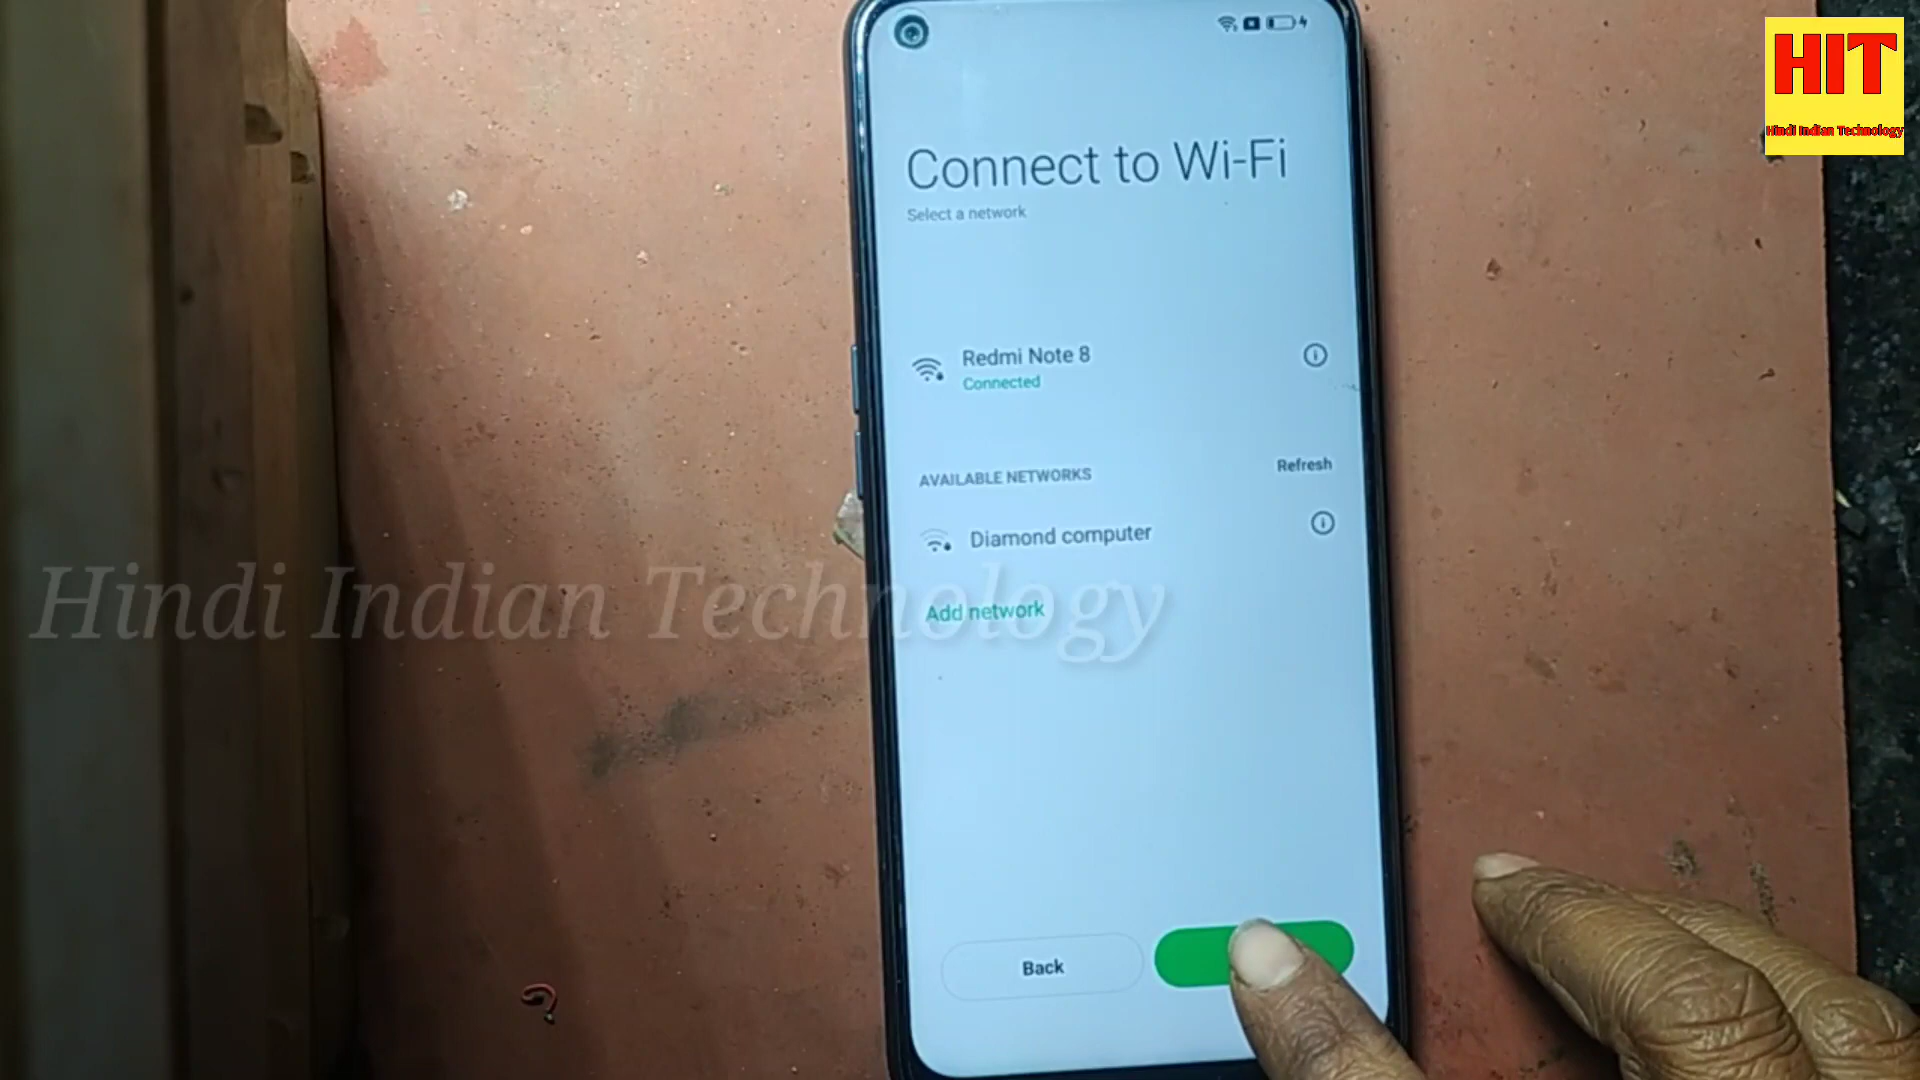 HIT
Hindi Indian Technology
Connect to Wi-Fi
Select a network
Redmi Note 8
Connected
AVAILABLE NETWORKS
Refresh
Diamond computer
Add network
Hindi Indian Technology
Back